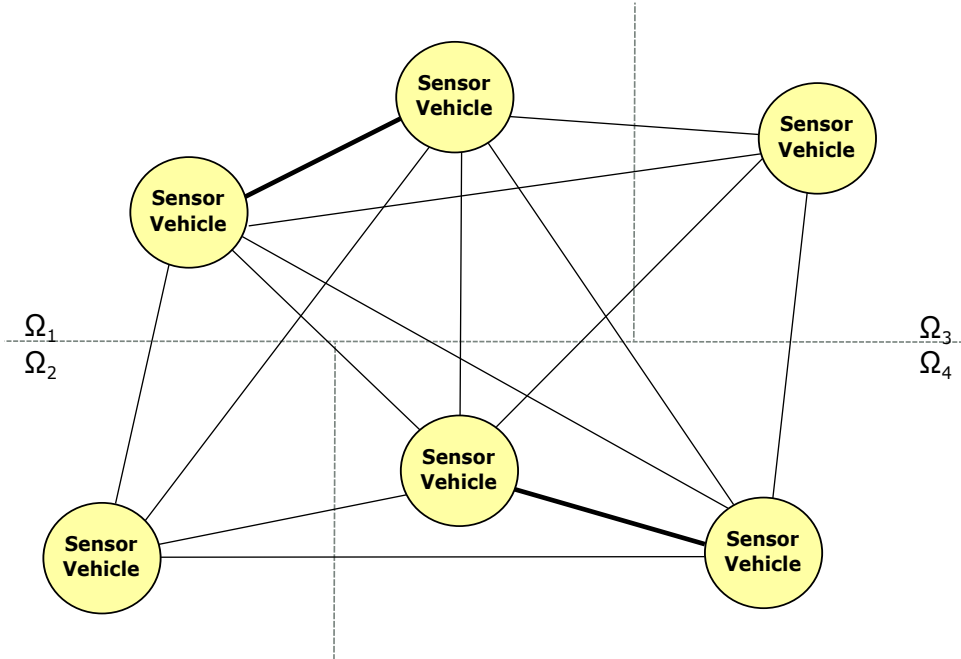 Sensor
Vehicle
Sensor
Vehicle
Sensor
Vehicle
Ω1
Ω3
Ω2
Ω4
Sensor
Vehicle
Sensor
Vehicle
Sensor
Vehicle